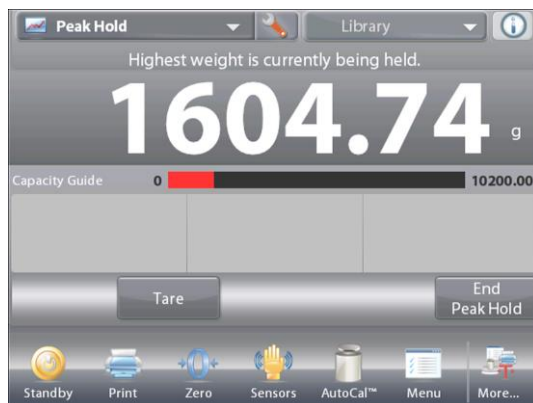 Peak Hold
Library
Highest weight is currently being held.
1604.74 g
Capacity Guide 0 10200.00
Tare
End
Peak Hold
Standby Print Zero Sensors AutoCal™ Menu More...